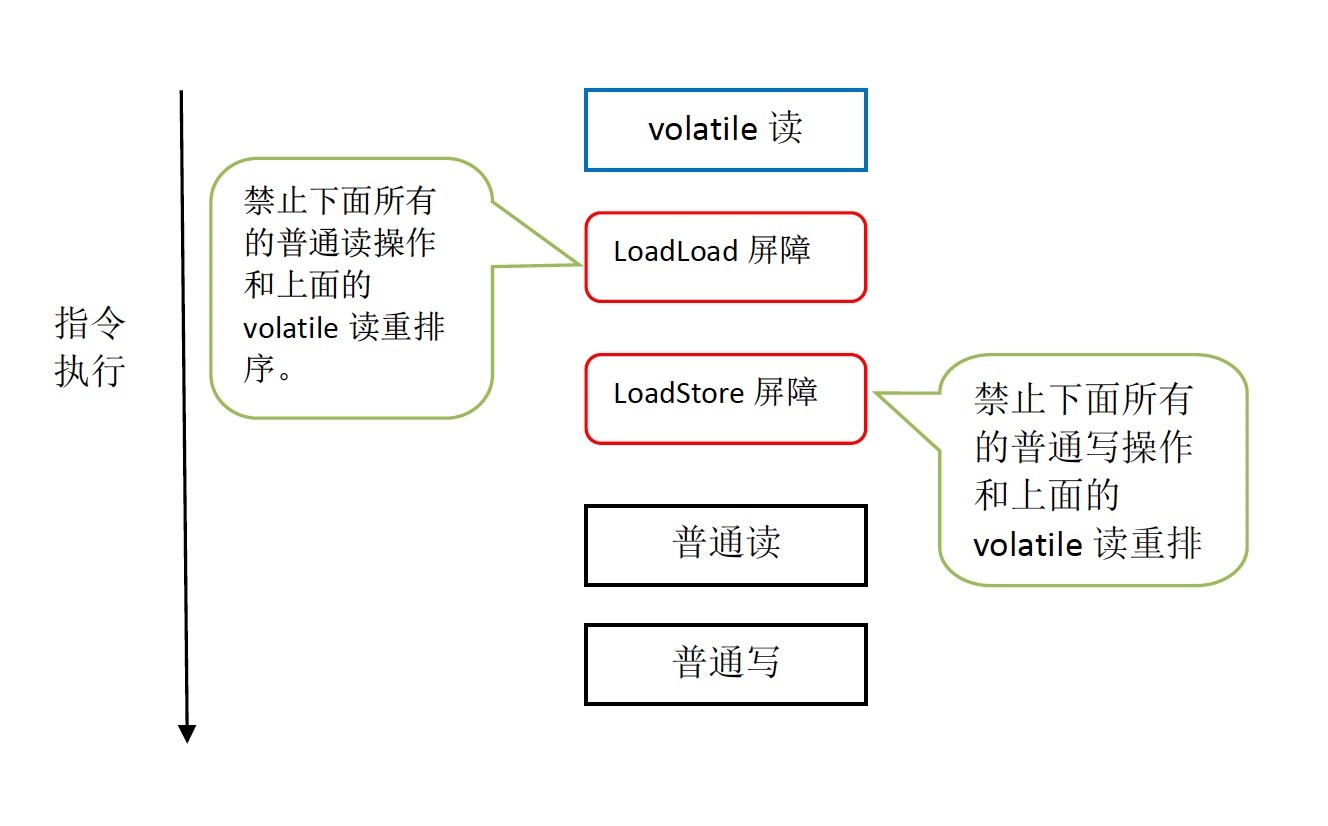 volatile 读
禁止下面所有
的普通读操作
和上面的
volatile 读重排
序。
LoadLoad 屏障
指令
执行
LoadStore 屏障
禁止下面所有
的普通写操作
和上面的
volatile 读重排
普通读
普通写